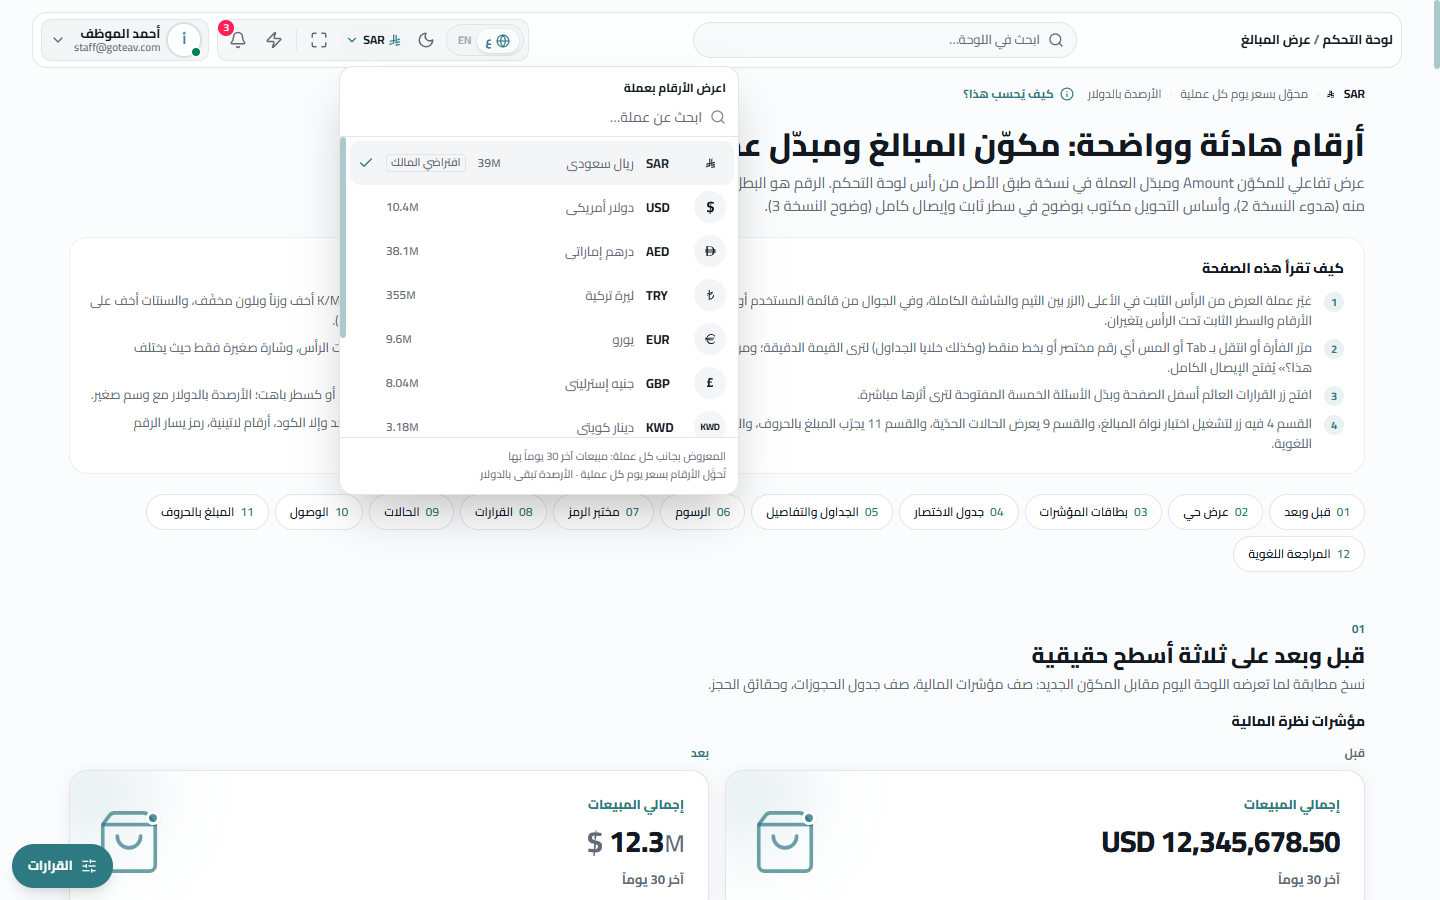 لوحة التحكم / عرض المبالغ
ابحث في اللوحة...
ع
EN
SAR
3
أحمد الموظف
staff@goteav.com
أ
SAR · محوّل بسعر يوم كل عملية · الأرصدة بالدولار
كيف يُحسب هذا؟
أرقام هادئة وواضحة: مكوّن المبالغ ومبدّل
عرض تفاعلي للمكوّن Amount ومبدّل العملة في نسخة طبق الأصل من رأس لوحة التحكم. الرقم هو
منه (هدوء النسخة 2)، وأساس التحويل مكتوب بوضوح في سطر ثابت وإيصال كامل (وضوح النسخة 3).
اعرض الأرقام بعملة
ابحث عن عملة...
SAR ريال سعودي 39M افتراضي المالك
$ USD دولار أمريكي 10.4M
AED درهم إماراتي 38.1M
₺ TRY ليرة تركية 355M
€ EUR يورو 9.6M
£ GBP جنيه إسترليني 8.04M
KWD KWD دينار كويتي 3.18M
المعروض بجانب كل عملة: مبيعات آخر 30 يوماً بها
تُحوَّل الأرقام بسعر يوم كل عملية · الأرصدة تبقى بالدولار
كيف تقرأ هذه الصفحة
1 غيّر عملة العرض من الرأس الثابت في الأعلى (الزر بين الثيم والشاشة الكاملة، وفي الجوال من قائمة المستخدم
الأرقام والسطر الثابت تحت الرأس يتغيران.
2 مرّر الفأرة أو انتقل بـ Tab أو المس أي رقم مختصر أو بخط منقط (وكذلك خلايا الجداول) لترى القيمة الدقيقة؛
هذا؟» يُفتح الإيصال الكامل.
3 افتح زر القرارات العائم أسفل الصفحة وبدّل الأسئلة الخمسة المفتوحة لترى أثرها مباشرة.
4 القسم 4 فيه زر لتشغيل اختبار نواة المبالغ، والقسم 9 يعرض الحالات الحدّية، والقسم 11 يجرّب المبلغ بالحروف،
اللغوية.
K/M أخف وزناً وبلون مخفّف، والسنتات أخف على
الرأس، وشارة صغيرة فقط حيث يختلف
أو كسطر باهت؛ الأرصدة بالدولار مع وسم صغير.
وإلا الكود، أرقام لاتينية، رمز يسار الرقم
01 قبل وبعد
02 عرض حي
03 بطاقات المؤشرات
04 جدول الاختصار
05 الجداول والتفاصيل
06 الرسوم
07 مختبر الرمز
08 القرارات
09 الحالات
10 الوصول
11 المبلغ بالحروف
12 المراجعة اللغوية
01
قبل وبعد على ثلاثة أسطح حقيقية
نسخ مطابقة لما تعرضه اللوحة اليوم مقابل المكوّن الجديد: صف مؤشرات المالية، صف جدول الحجوزات، وحقائق الحجز.
مؤشرات نظرة المالية
قبل
إجمالي المبيعات
USD 12,345,678.50
آخر 30 يوماً
بعد
إجمالي المبيعات
$ 12.3M
آخر 30 يوماً
القرارات